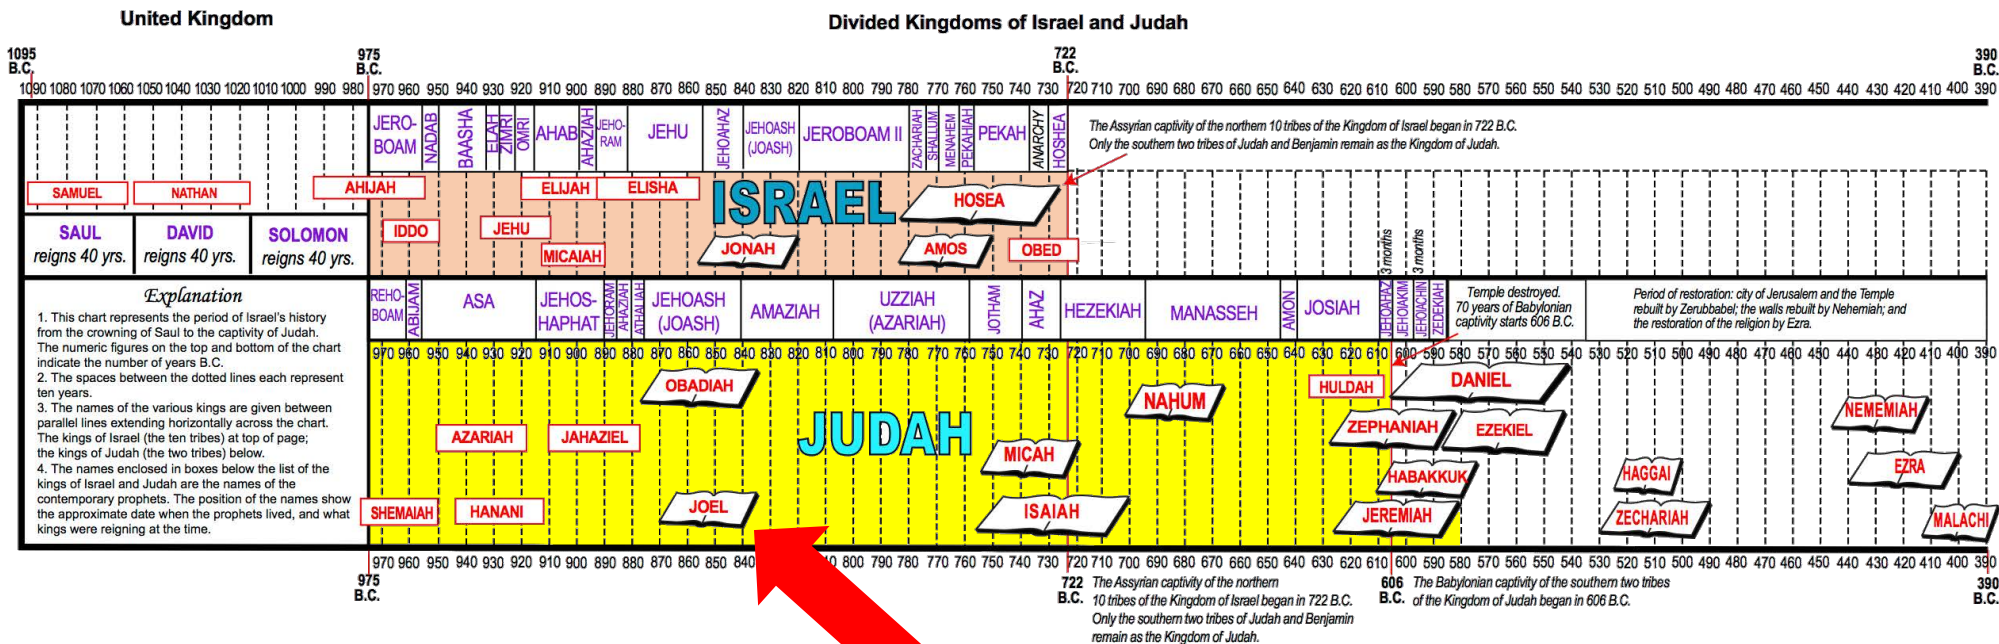 United Kingdom
Divided Kingdoms of Israel and Judah
1095
B.C.
975
B.C.
722
B.C.
390
B.C.
1090 1080 1070 1060 1050 1040 1030 1020 1010 1000 990 980 970 960 950 940 930 920 910 900 890 880 870 860 850 840 830 820 810 800 790 780 770 760 750 740 730 720 710 700 690 680 670 660 650 640 630 620 610 600 590 580 570 560 550 540 530 520 510 500 490 480 470 460 450 440 430 420 410 400 390
JERO-
BOAM
NADAB
BAASHA
ELAH
ZIMRI
OMRI
AHAB
AHAZIAH
JEHO-
RAM
JEHU
JEHOAHAZ
JEHOASH
(JOASH)
JEROBOAM II
ZACHARIAH
SHALLUM
MENAHEM
PEKAHIAH
PEKAH
ANARCHY
HOSHEA
The Assyrian captivity of the northern 10 tribes of the Kingdom of Israel began in 722 B.C.
Only the southern two tribes of Judah and Benjamin remain as the Kingdom of Judah.
SAMUEL
NATHAN
AHIJAH
ELIJAH
ELISHA
ISRAEL
HOSEA
IDDO
JEHU
MICAIAH
JONAH
AMOS
OBED
SAUL
reigns 40 yrs.
DAVID
reigns 40 yrs.
SOLOMON
reigns 40 yrs.
3 months
3 months
Explanation
1. This chart represents the period of Israel's history
from the crowning of Saul to the captivity of Judah.
The numeric figures on the top and bottom of the chart
indicate the number of years B.C.
2. The spaces between the dotted lines each represent
ten years.
3. The names of the various kings are given between
parallel lines extending horizontally across the chart.
The kings of Israel (the ten tribes) at top of page;
the kings of Judah (the two tribes) below.
4. The names enclosed in boxes below the list of the
kings of Israel and Judah are the names of the
contemporary prophets. The position of the names show
the approximate date when the prophets lived, and what
kings were reigning at the time.
REHO-
BOAM
ABIJAM
ASA
JEHOS-
HAPHAT
JEHORAM
AHAZIAH
ATHALIAH
JEHOASH
(JOASH)
AMAZIAH
UZZIAH
(AZARIAH)
JOTHAM
AHAZ
HEZEKIAH
MANASSEH
AMON
JOSIAH
JEHOAHAZ
JEHOIAKIM
JEHOIACHIN
ZEDEKIAH
Temple destroyed.
70 years of Babylonian
captivity starts 606 B.C.
Period of restoration: city of Jerusalem and the Temple
rebuilt by Zerubbabel; the walls rebuilt by Nehemiah; and
the restoration of the religion by Ezra.
970 960 950 940 930 920 910 900 890 880 870 860 850 840 830 820 810 800 790 780 770 760 750 740 730 720 710 700 690 680 670 660 650 640 630 620 610 600 590 580 570 560 550 540 530 520 510 500 490 480 470 460 450 440 430 420 410 400 390
OBADIAH
NAHUM
HULDAH
DANIEL
NEMEMIAH
AZARIAH
JAHAZIEL
JUDAH
MICAH
ZEPHANIAH
EZEKIEL
HABAKKUK
HAGGAI
EZRA
SHEMAIAH
HANANI
JOEL
ISAIAH
JEREMIAH
ZECHARIAH
MALACHI
970 960 950 940 930 920 910 900 890 880 870 860 850 840 830 820 810 800 790 780 770 760 750 740 730 720 710 700 690 680 670 660 650 640 630 620 610 600 590 580 570 560 550 540 530 520 510 500 490 480 470 460 450 440 430 420 410 400 390
975
B.C.
722
B.C.
The Assyrian captivity of the northern
10 tribes of the Kingdom of Israel began in 722 B.C.
Only the southern two tribes of Judah and Benjamin
remain as the Kingdom of Judah.
606
B.C.
The Babylonian captivity of the southern two tribes
of the Kingdom of Judah began in 606 B.C.
390
B.C.